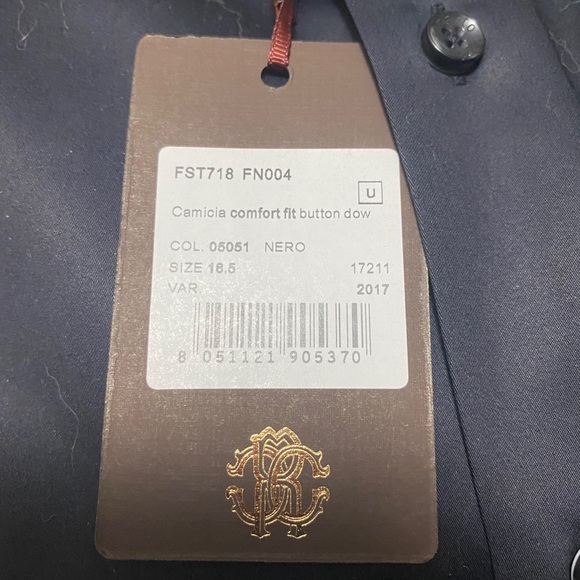 FST718 FN004
U
Camicia comfort fit button dow
COL. 05051 NERO
SIZE 16.5 17211
VAR 2017
8 051121 905370